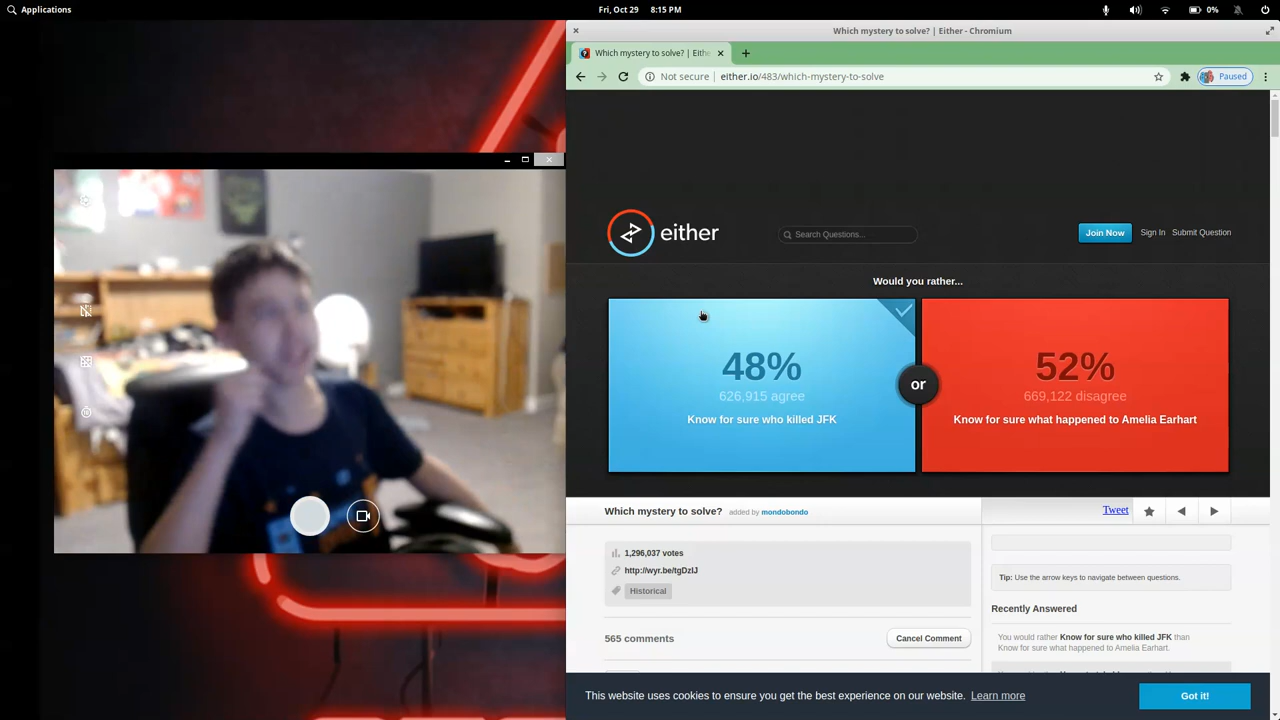 Applications
Fri, Oct 29 8:15 PM
0%
Which mystery to solve? | Either - Chromium
Which mystery to solve? | Eithe
Not secure
either.io/483/which-mystery-to-solve
Paused
either
Search Questions...
Join Now
Sign In
Submit Question
Would you rather...
48%
626,915 agree
Know for sure who killed JFK
or
52%
669,122 disagree
Know for sure what happened to Amelia Earhart
Which mystery to solve? added by mondobondo
Tweet
1,296,037 votes
http://wyr.be/tgDzIJ
Historical
565 comments
Cancel Comment
Tip: Use the arrow keys to navigate between questions.
Recently Answered
You would rather Know for sure who killed JFK than
Know for sure what happened to Amelia Earhart.
This website uses cookies to ensure you get the best experience on our website. Learn more
Got it!